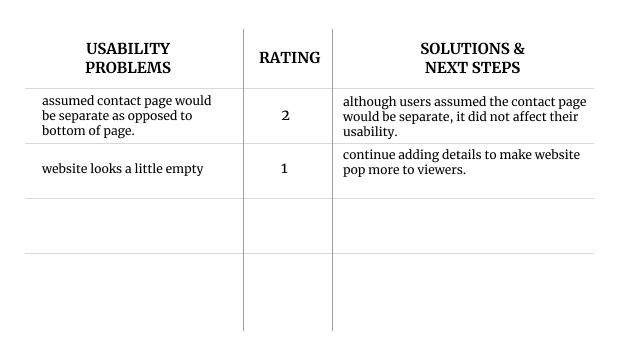 USABILITY
PROBLEMS
RATING
SOLUTIONS &
NEXT STEPS
assumed contact page would
be separate as opposed to
bottom of page.
2
although users assumed the contact page
would be separate, it did not affect their
usability.
website looks a little empty
1
continue adding details to make website
pop more to viewers.